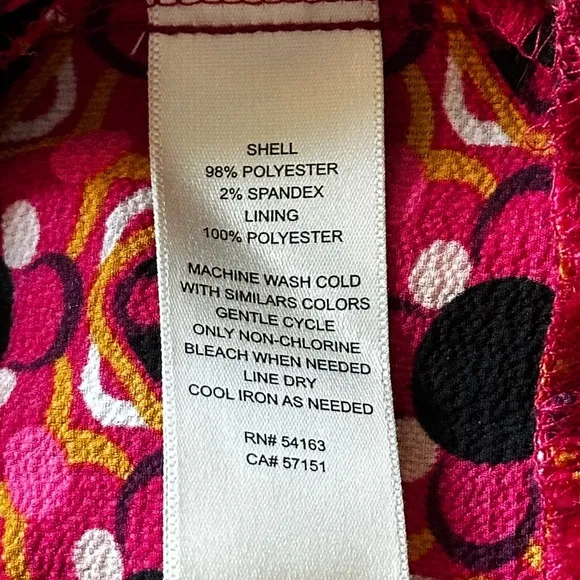 SHELL
98% POLYESTER
2% SPANDEX
LINING
100% POLYESTER
MACHINE WASH COLD
WITH SIMILARS COLORS
GENTLE CYCLE
ONLY NON-CHLORINE
BLEACH WHEN NEEDED
LINE DRY
COOL IRON AS NEEDED
RN# 54163
CA# 57151